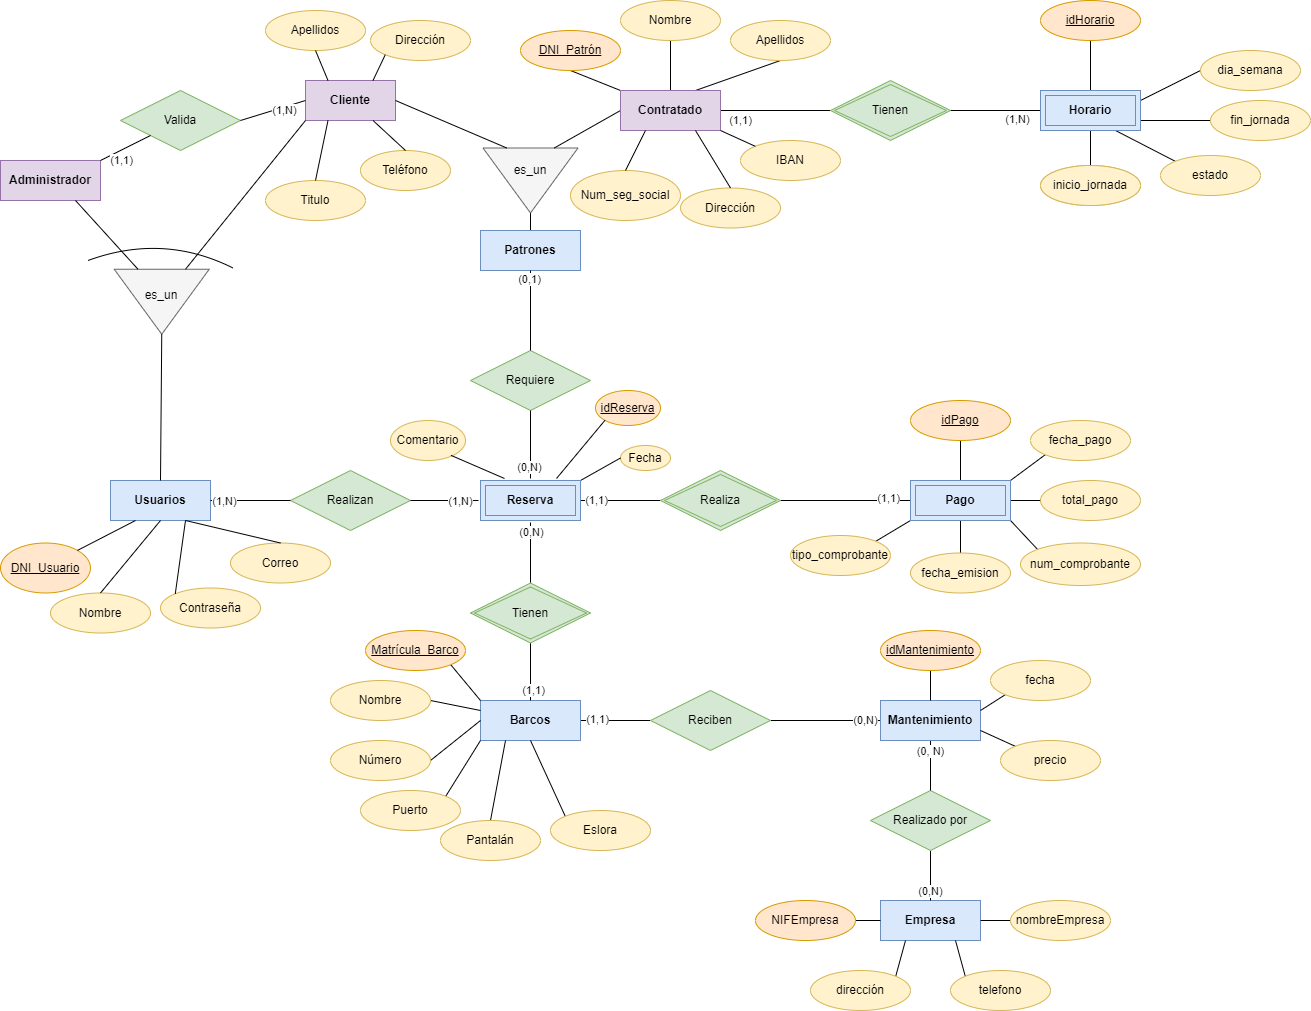 idHorario
Nombre
Apellidos
Dirección
Apellidos
DNI_Patrón
dia_semana
Cliente
(1,N)
Contratado
(1,1)
Tienen
(1,N)
Horario
fin_jornada
Valida
(1,1)
Administrador
Teléfono
es_un
IBAN
estado
inicio_jornada
Titulo
Num_seg_social
Dirección
Patrones
(0,1)
es_un
Requiere
idReserva
Comentario
Fecha
(0,N)
idPago
fecha_pago
Usuarios
(1,N)
Realizan
(1,N)
Reserva
(1,1)
Realiza
(1,1)
Pago
total_pago
(0,N)
tipo_comprobante
num_comprobante
fecha_emision
DNI_Usuario
Correo
Nombre
Contraseña
Tienen
Matrícula_Barco
idMantenimiento
fecha
(1,1)
Nombre
Barcos
(1,1)
Reciben
(0,N)
Mantenimiento
(0, N)
Número
precio
Puerto
Pantalán
Eslora
Realizado por
(0,N)
NIFEmpresa
Empresa
nombreEmpresa
dirección
telefono